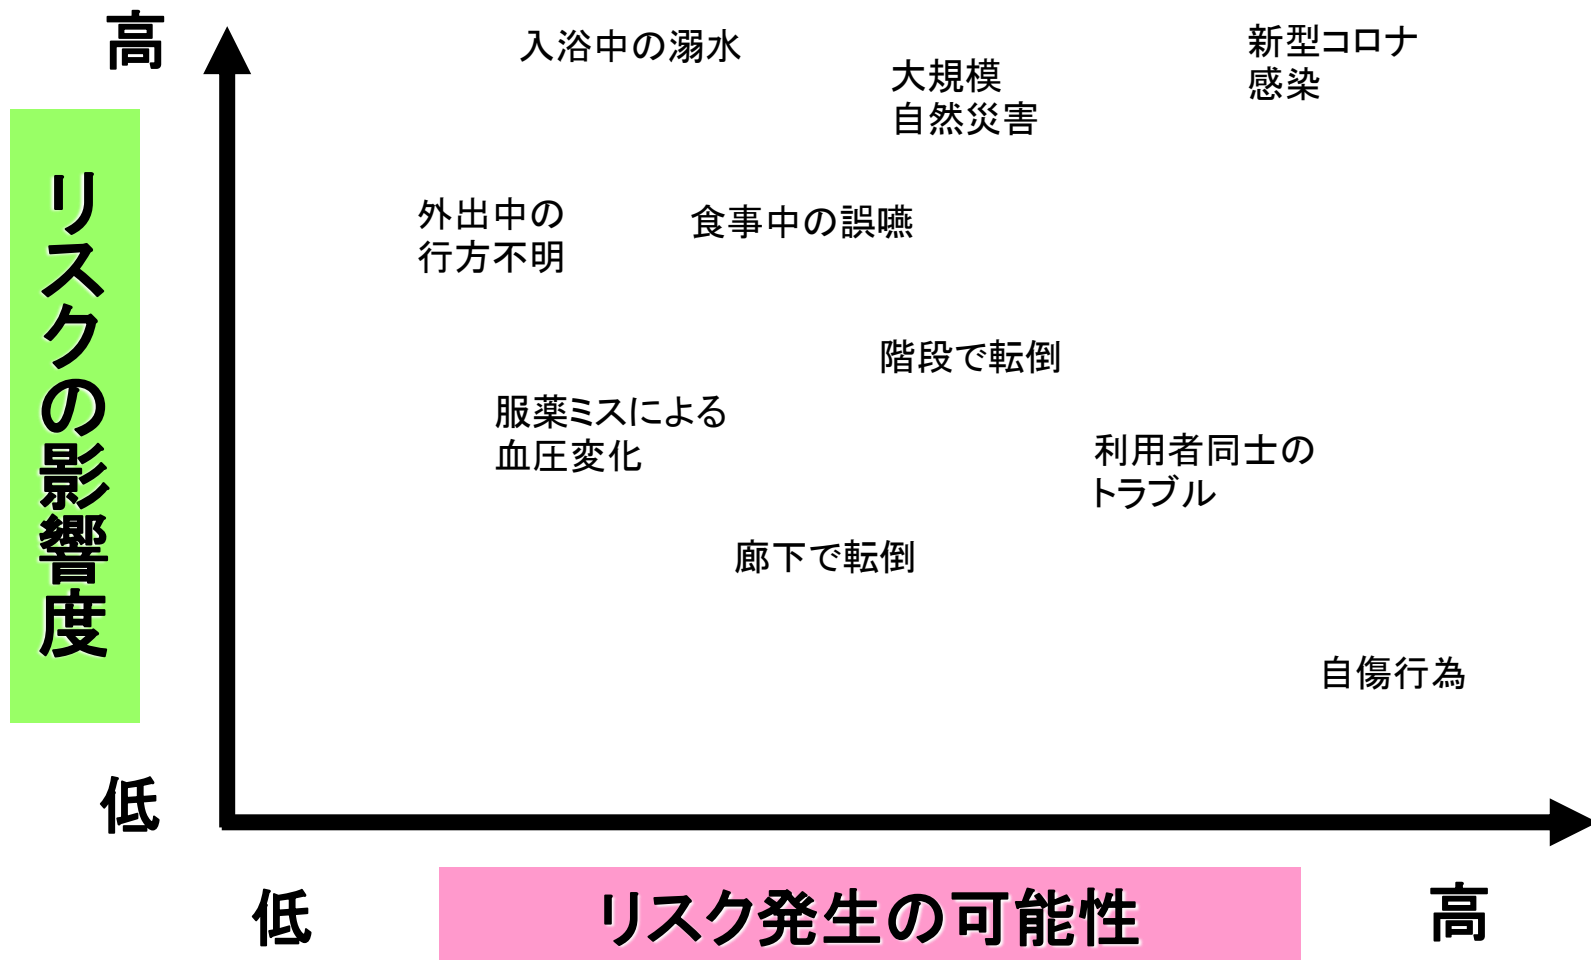 高
入浴中の溺水
新型コロナ
感染
大規模
自然災害
リスクの影響度
外出中の
行方不明
食事中の誤嚥
階段で転倒
服薬ミスによる
血圧変化
利用者同士の
トラブル
廊下で転倒
自傷行為
低
低
リスク発生の可能性
高